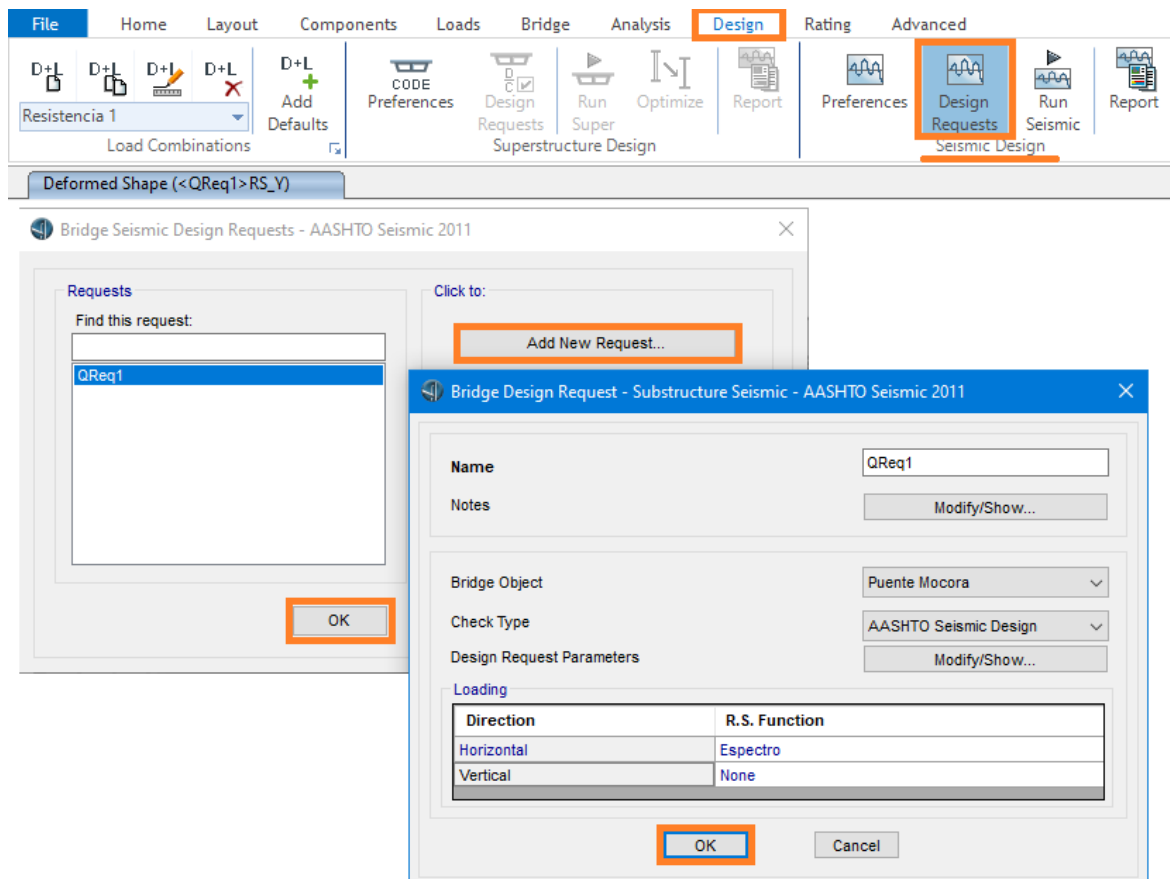 File Home Layout Components Loads Bridge Analysis Design Rating Advanced
D+L D+L D+L D+L D+L
CODE
D
C
Add Preferences Design Run Optimize Report Preferences Design Run Report
Resistencia 1
Defaults Requests Super Requests Seismic
Load Combinations Superstructure Design Seismic Design
Deformed Shape (<QReq1>RS_Y)
Bridge Seismic Design Requests - AASHTO Seismic 2011
Requests
Click to:
Find this request:
Add New Request...
QReq1
OK
Bridge Design Request - Substructure Seismic - AASHTO Seismic 2011
Name QReq1
Notes Modify/Show...
Bridge Object Puente Mocora
Check Type AASHTO Seismic Design
Design Request Parameters Modify/Show...
Loading
Direction R.S. Function
Horizontal Espectro
Vertical None
OK Cancel